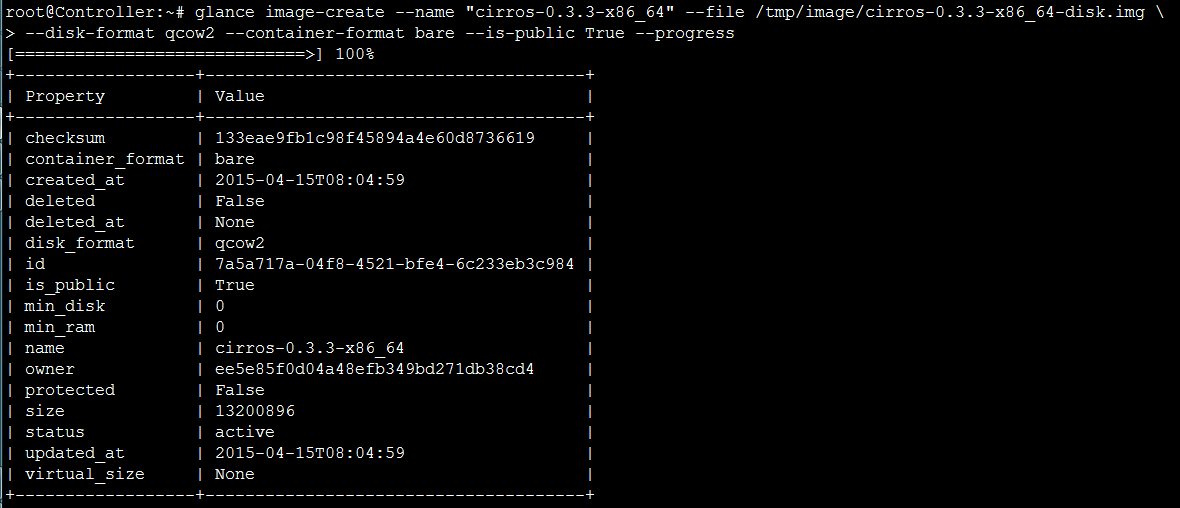 root@Controller:~# glance image-create --name "cirros-0.3.3-x86_64" --file /tmp/image/cirros-0.3.3-x86_64-disk.img \
> --disk-format qcow2 --container-format bare --is-public True --progress
[=============================>] 100%
+------------------+--------------------------------------+
| Property         | Value                                |
+------------------+--------------------------------------+
| checksum         | 133eae9fb1c98f45894a4e60d8736619     |
| container_format | bare                                 |
| created_at       | 2015-04-15T08:04:59                  |
| deleted          | False                                |
| deleted_at       | None                                 |
| disk_format      | qcow2                                |
| id               | 7a5a717a-04f8-4521-bfe4-6c233eb3c984 |
| is_public        | True                                 |
| min_disk         | 0                                    |
| min_ram          | 0                                    |
| name             | cirros-0.3.3-x86_64                  |
| owner            | ee5e85f0d04a48efb349bd271db38cd4     |
| protected        | False                                |
| size             | 13200896                             |
| status           | active                               |
| updated_at       | 2015-04-15T08:04:59                  |
| virtual_size     | None                                 |
+------------------+--------------------------------------+